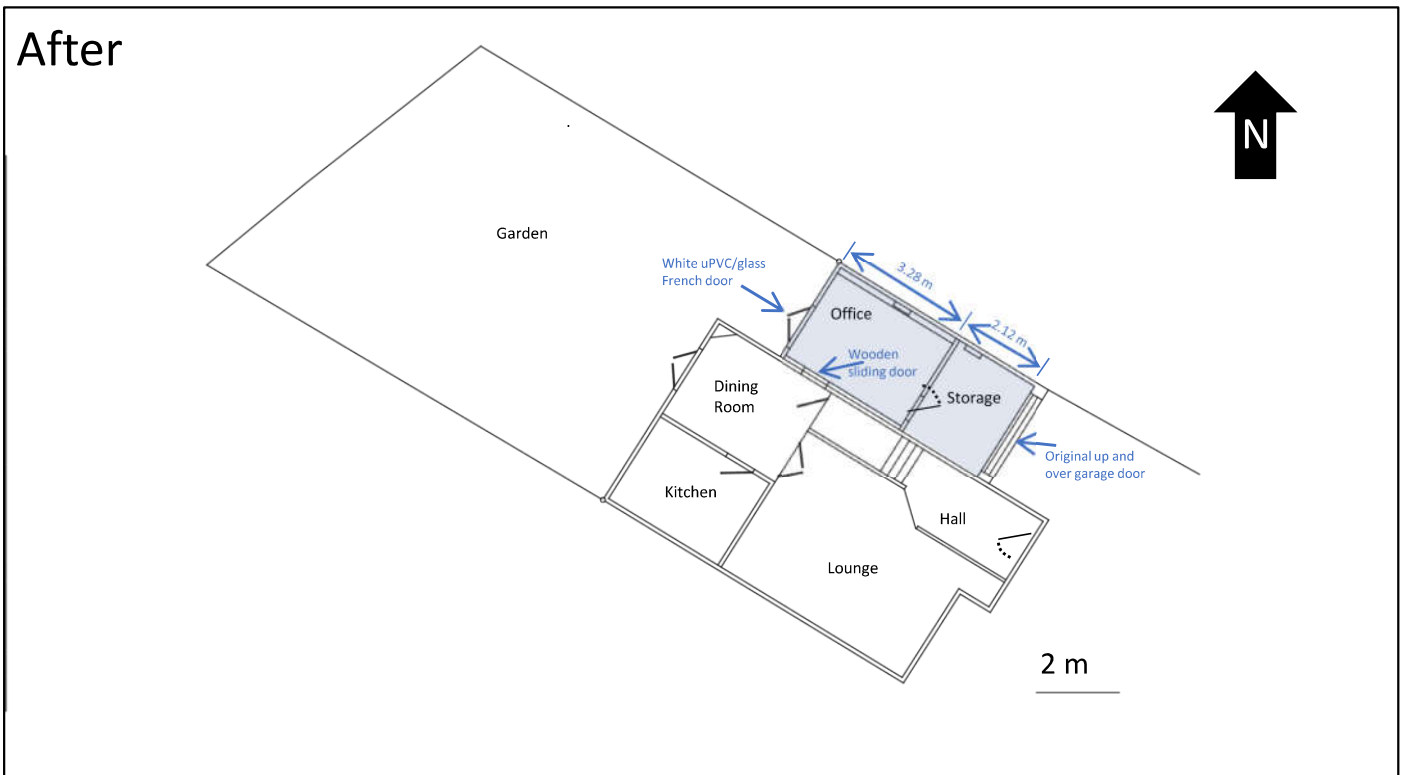 After
N
Garden
White uPVC/glass
French door
3.28 m
2.12 m
Office
Wooden
sliding door
Dining
Room
Storage
Original up and
over garage door
Kitchen
Hall
Lounge
2 m